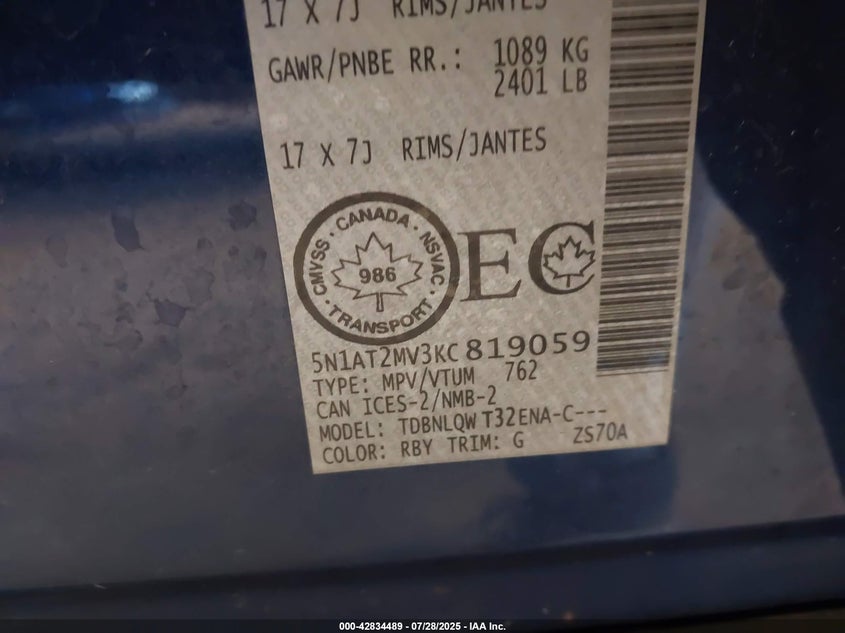 17 X 7J RIMS/JANTES
GAWR/PNBE RR.: 1089 KG
2401 LB
17 X 7J RIMS/JANTES
CMVSS · CANADA · NSVAC · TRANSPORT ·
986
EC
5N1AT2MV3KC819059
TYPE: MPV/VTUM 762
CAN ICES-2/NMB-2
MODEL: TDBNLQW T32ENA-C---
COLOR: RBY TRIM: G ZS70A
000-42834489 - 07/28/2025 - IAA Inc.